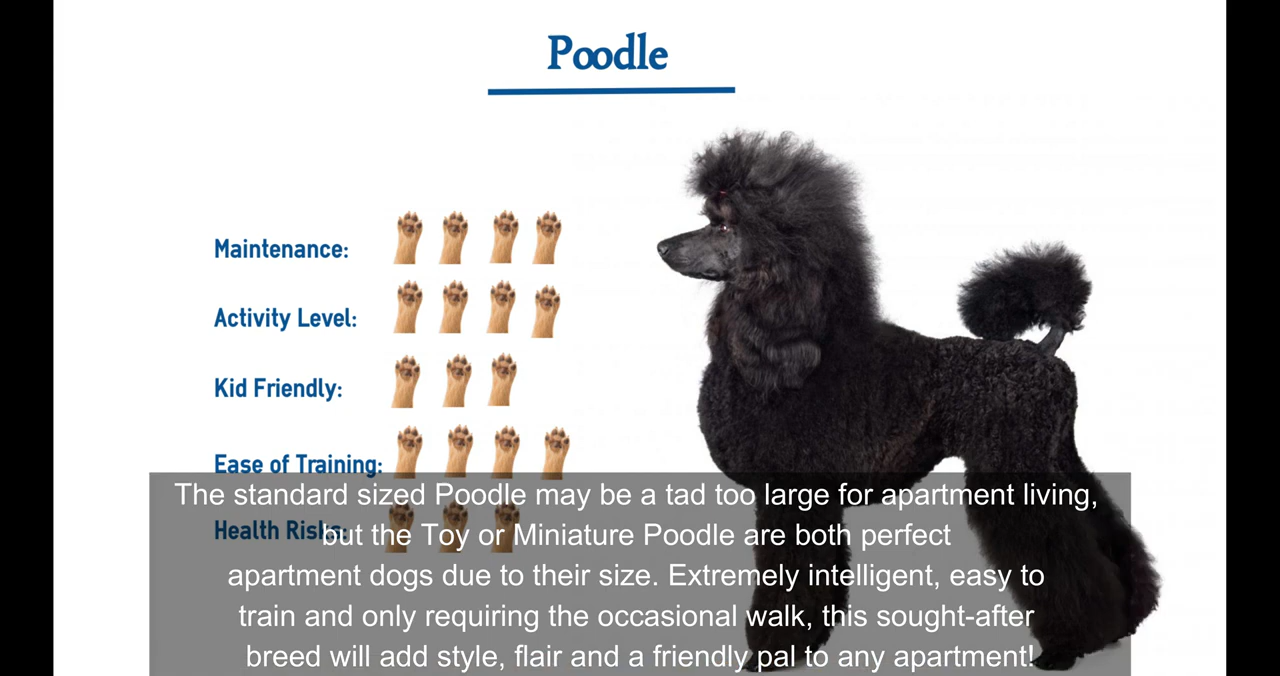 Poodle
Maintenance:
Activity Level:
Kid Friendly:
Ease of Training:
Health Risks:
The standard sized Poodle may be a tad too large for apartment living,
but the Toy or Miniature Poodle are both perfect
apartment dogs due to their size. Extremely intelligent, easy to
train and only requiring the occasional walk, this sought-after
breed will add style, flair and a friendly pal to any apartment!